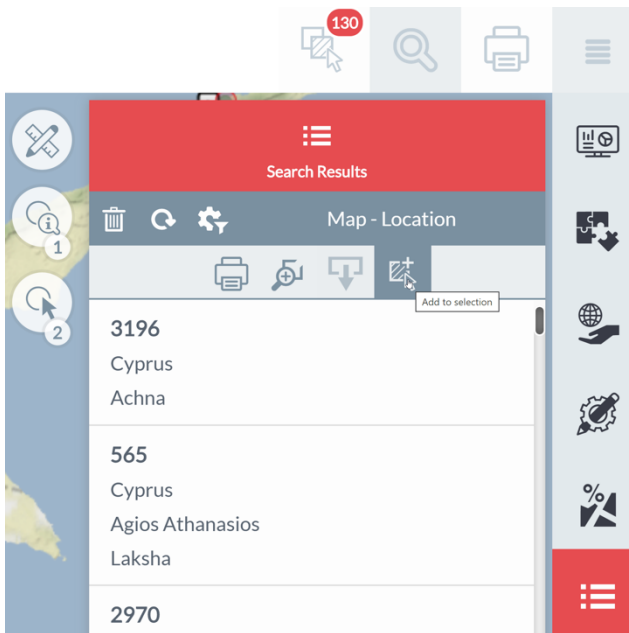 130
Search Results
1
Map - Location
2
Add to selection
3196
Cyprus
Achna
565
Cyprus
Agios Athanasios
Laksha
2970
%